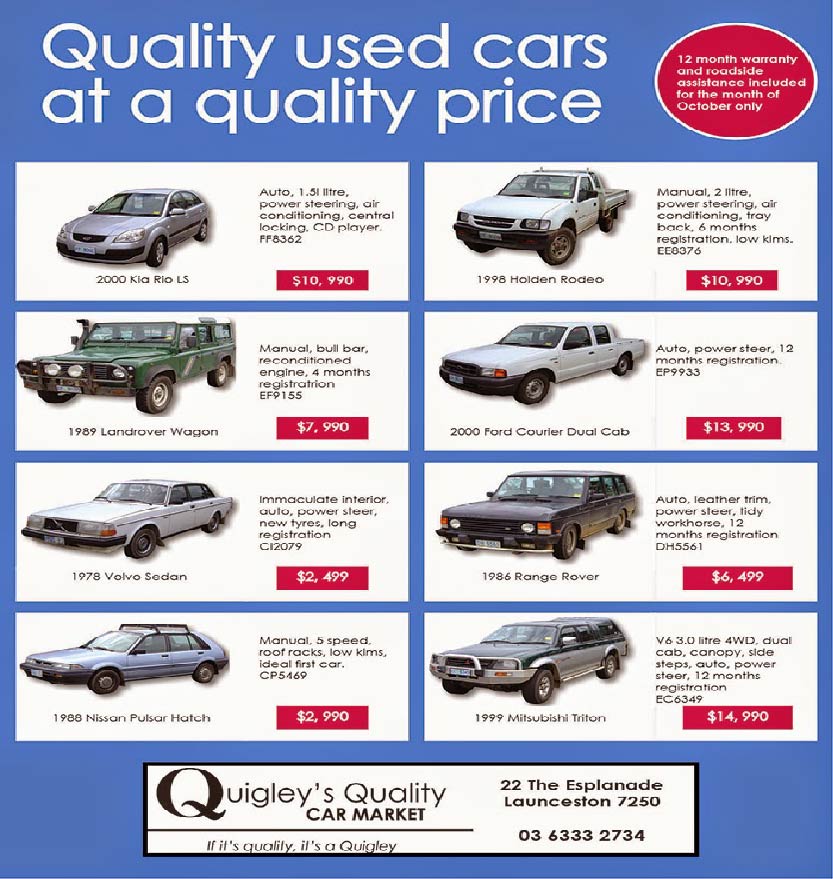 Quality used cars
at a quality price
12 month warranty
and roadside
assistance included
for the month of
October only
Auto, 1.5l litre,
power steering, air
conditioning, central
locking, CD player.
FF8362
2000 Kia Rio LS
$10, 990
Manual, 2 litre,
power steering, air
conditioning, tray
back, 6 months
registration, low klms.
EE8376
1998 Holden Rodeo
$10, 990
Manual, bull bar,
reconditioned
engine, 4 months
registratrion
EF9155
1989 Landrover Wagon
$7, 990
Auto, power steer, 12
months registration.
EP9933
2000 Ford Courier Dual Cab
$13, 990
Immaculate interior,
auto, power steer,
new tyres, long
registration
CI2079
1978 Volvo Sedan
$2, 499
Auto, leather trim,
power steer, tidy
workhorse, 12
months registration
DH5561
1986 Range Rover
$6, 499
Manual, 5 speed,
roof racks, low klms,
ideal first car.
CP5469
1988 Nissan Pulsar Hatch
$2, 990
V6 3.0 litre 4WD, dual
cab, canopy, side
steps, auto, power
steer, 12 months
registration
EC6349
1999 Mitsubishi Triton
$14, 990
Quigley's Quality
CAR MARKET
If it's quality, it's a Quigley
22 The Esplanade
Launceston 7250
03 6333 2734